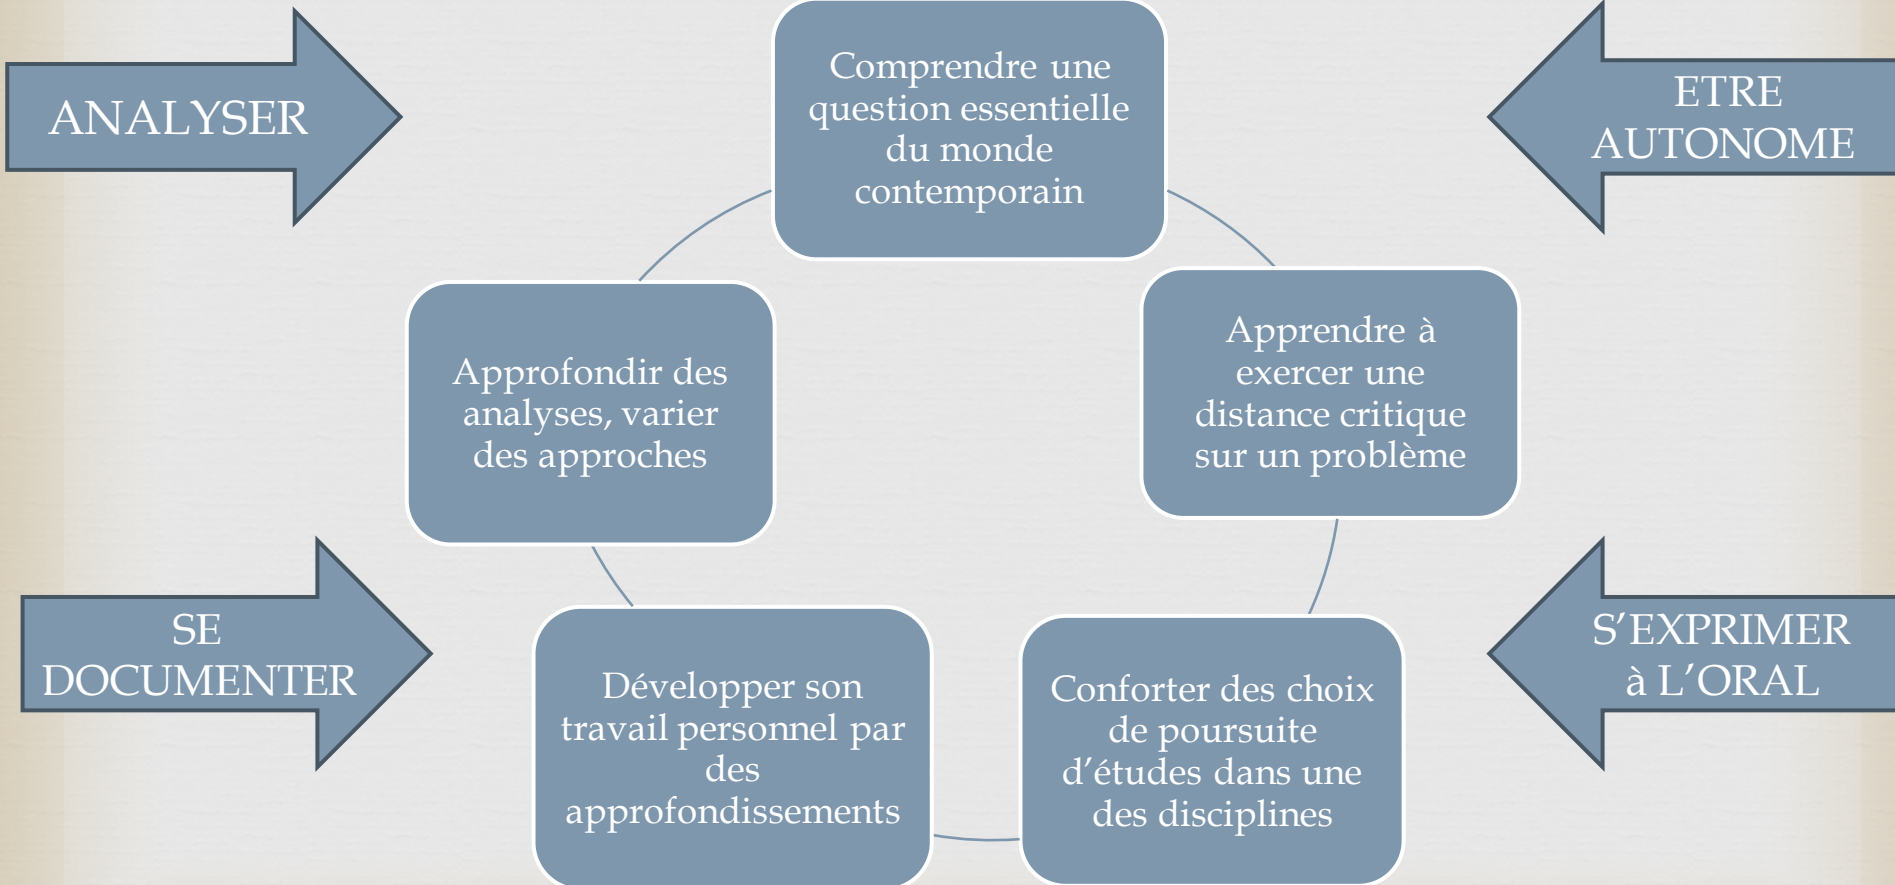 ANALYSER
Comprendre une
question essentielle
du monde
contemporain
ETRE
AUTONOME
Approfondir des
analyses, varier
des approches
Apprendre à
exercer une
distance critique
sur un problème
SE
DOCUMENTER
Développer son
travail personnel par
des
approfondissements
Conforter des choix
de poursuite
d’études dans une
des disciplines
S’EXPRIMER
à L’ORAL